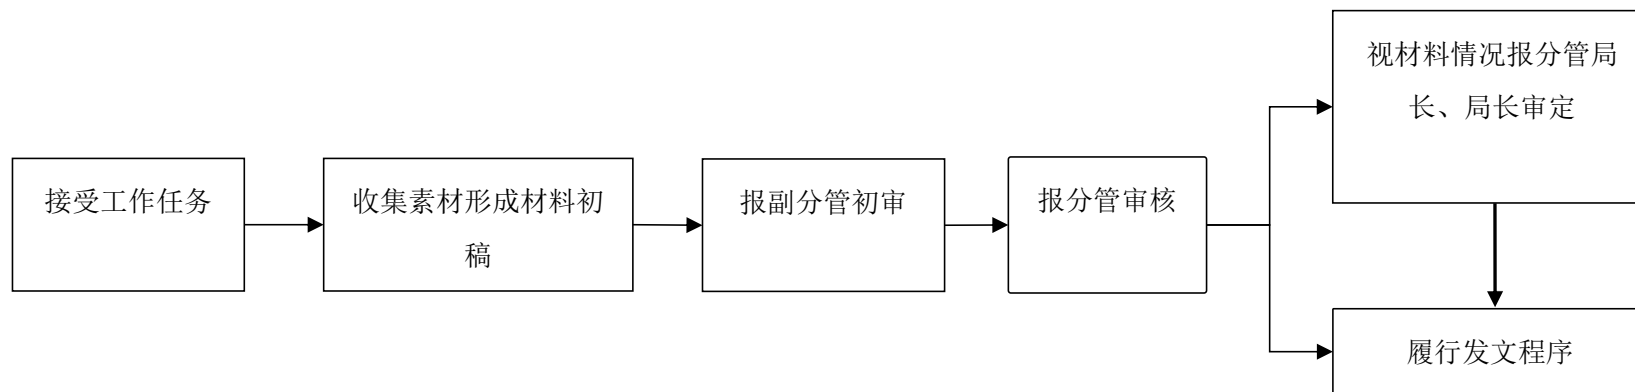 接受工作任务
收集素材形成材料初
稿
报副分管初审
报分管审核
视材料情况报分管局
长、局长审定
履行发文程序